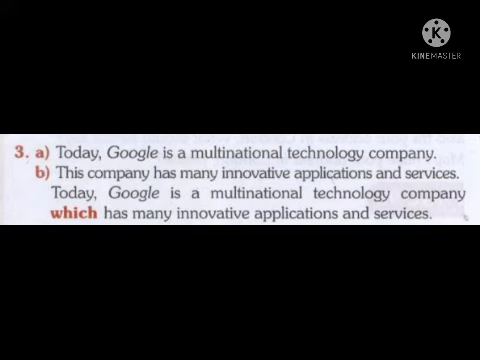 KINEMASTER
3. a) Today, Google is a multinational technology company.
b) This company has many innovative applications and services.
Today, Google is a multinational technology company
which has many innovative applications and services.